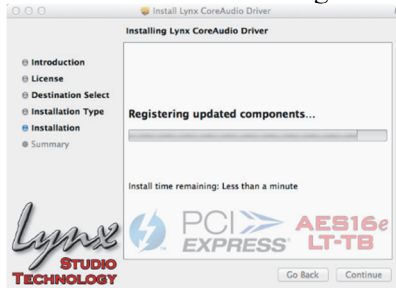 Install Lynx CoreAudio Driver
Installing Lynx CoreAudio Driver
Introduction
License
Destination Select
Installation Type
Installation
Summary
Registering updated components...
Install time remaining: Less than a minute
Lynx
STUDIO
TECHNOLOGY
PCI
EXPRESS
AES16e
LT-TB
Go Back
Continue